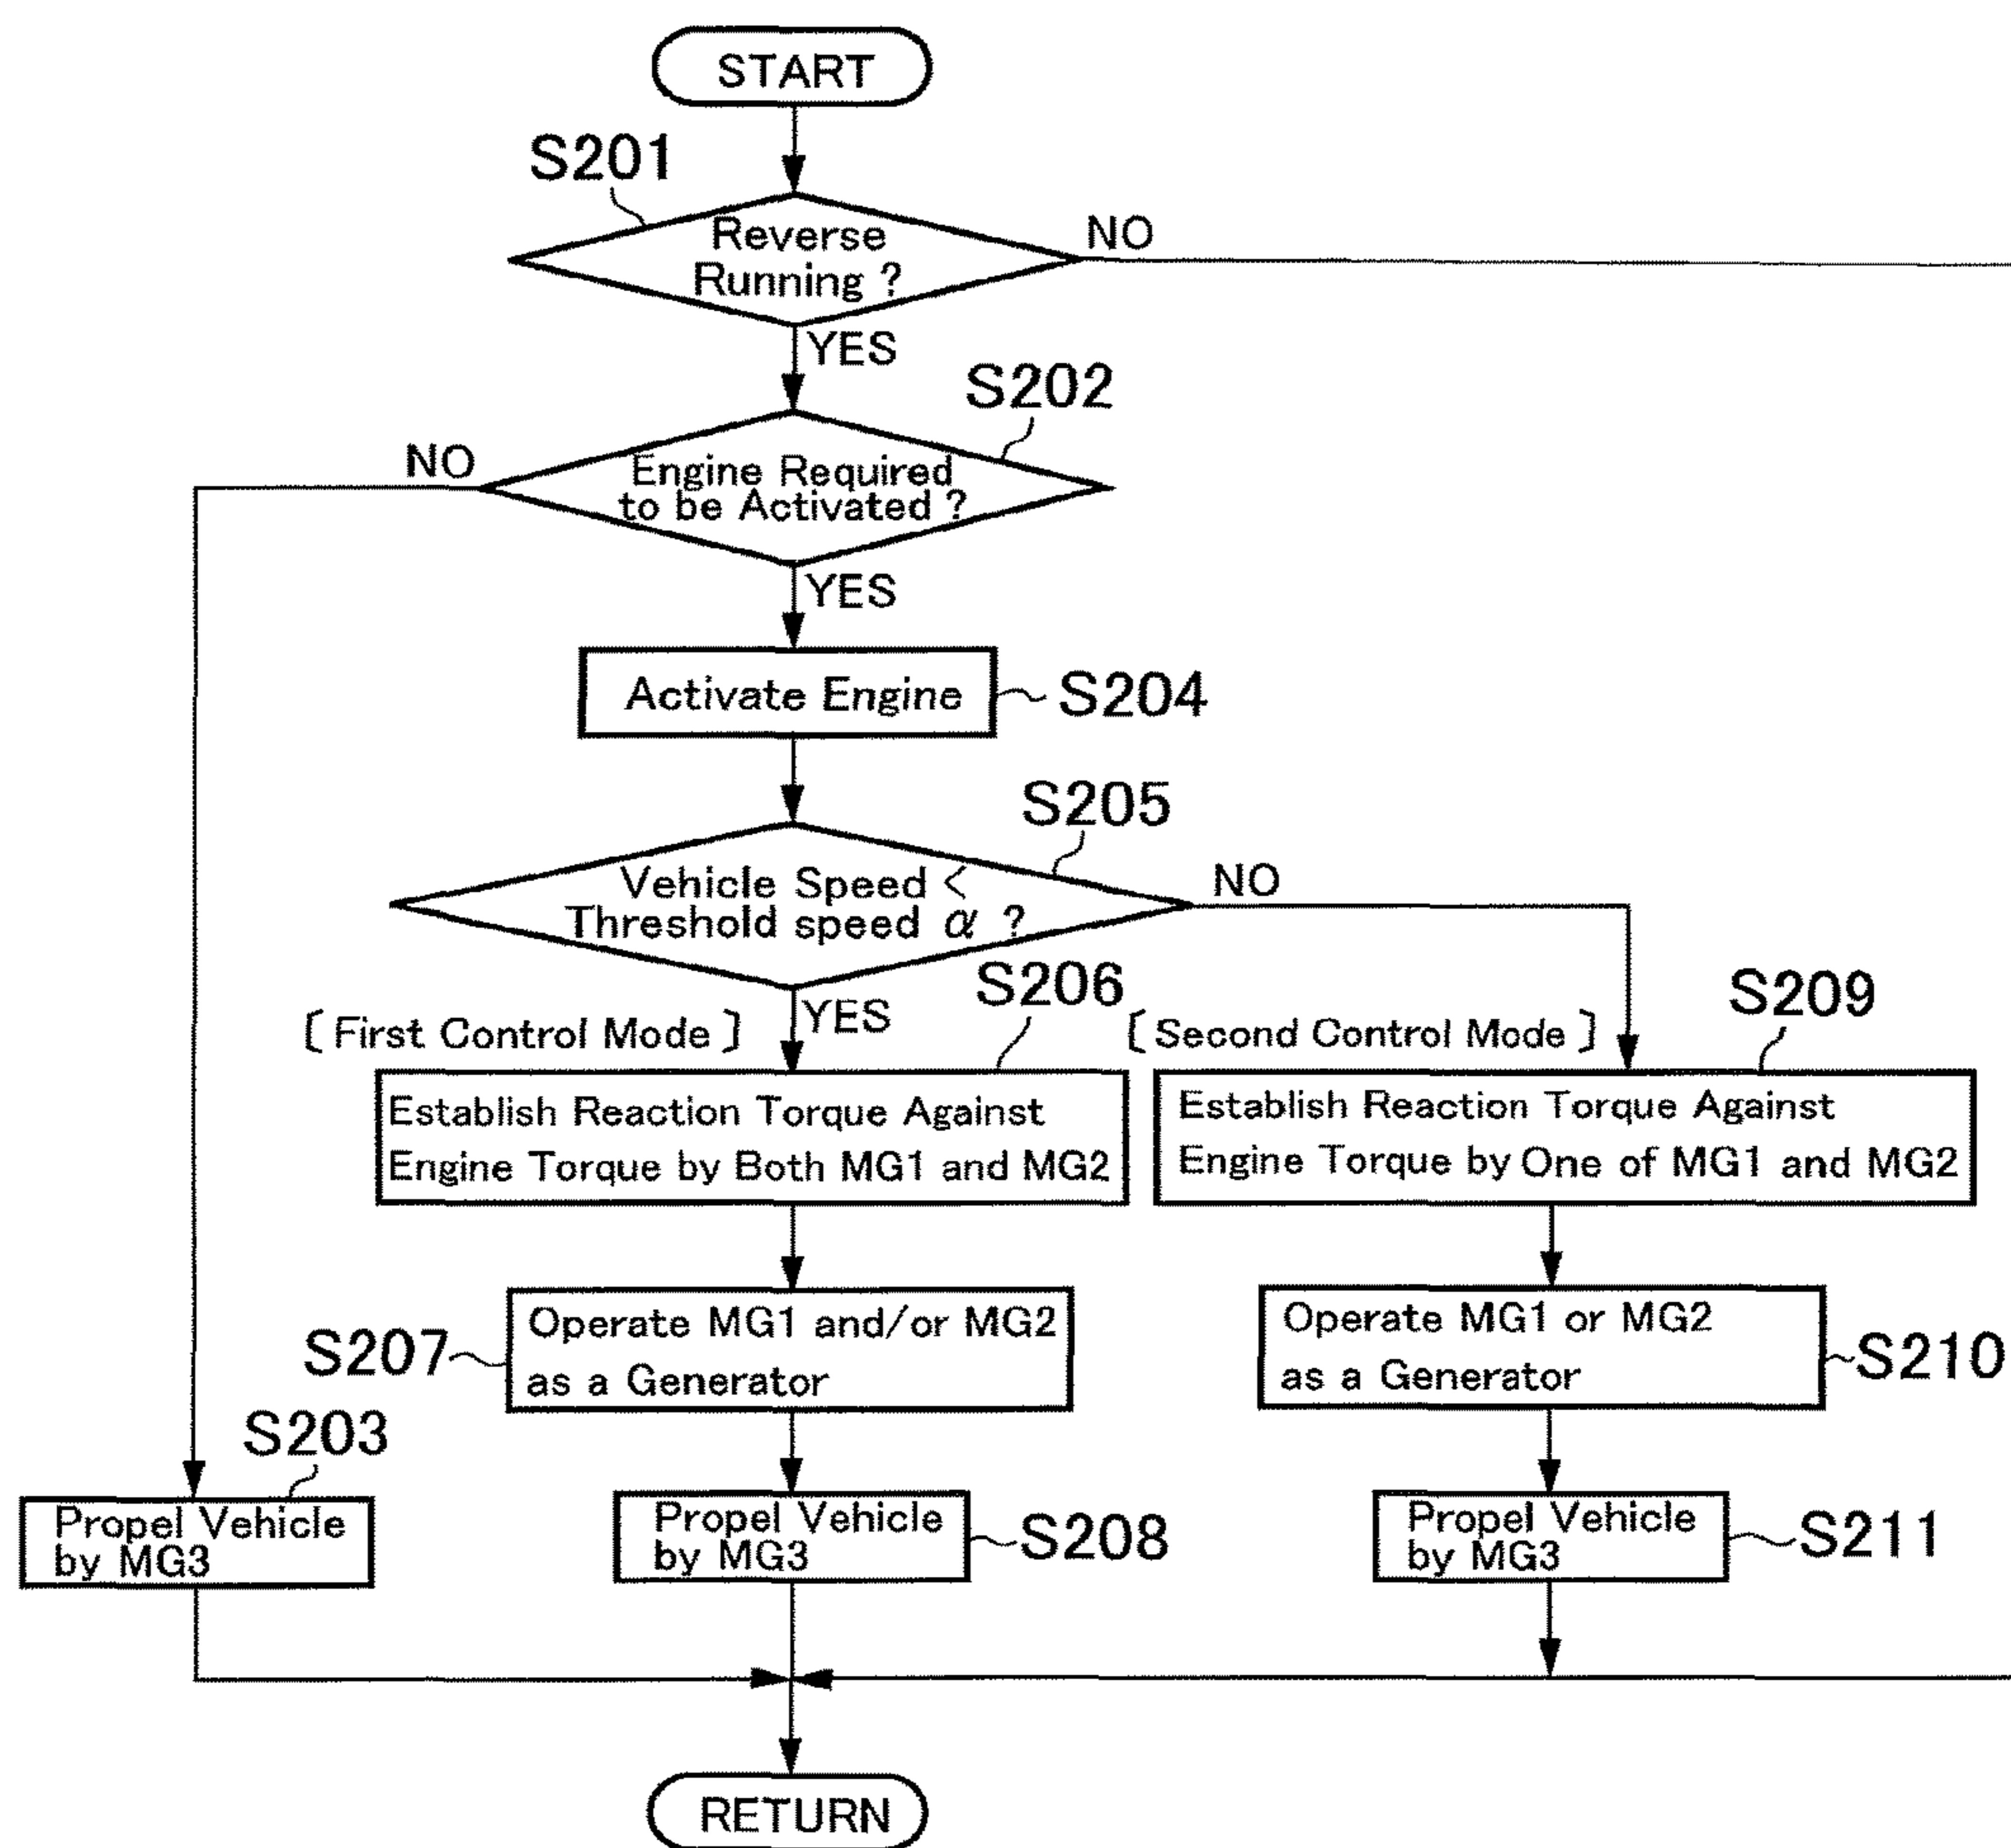 START
S201
Reverse
Running ?
NO
YES
S202
NO
Engine Required
to be Activated ?
YES
Activate Engine
S204
S205
Vehicle Speed <
Threshold speed α ?
NO
YES
S206
S209
[ First Control Mode ]
[ Second Control Mode ]
Establish Reaction Torque Against
Engine Torque by Both MG1 and MG2
Establish Reaction Torque Against
Engine Torque by One of MG1 and MG2
S207
Operate MG1 and/or MG2
as a Generator
Operate MG1 or MG2
as a Generator
S210
S203
Propel Vehicle
by MG3
Propel Vehicle
by MG3
S208
Propel Vehicle
by MG3
S211
RETURN